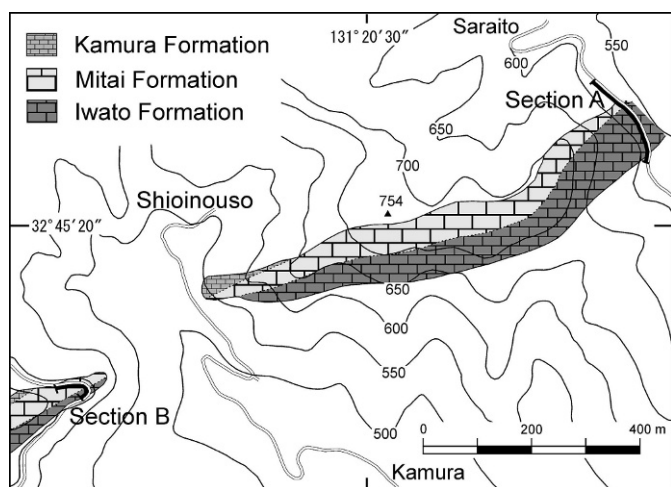 Kamura Formation
Mitai Formation
Iwato Formation
131° 20′ 30″
Saraito
550
600
Section A
650
700
Shioinouso
754
32° 45′ 20″
650
600
550
Section B
500
0 200 400 m
Kamura